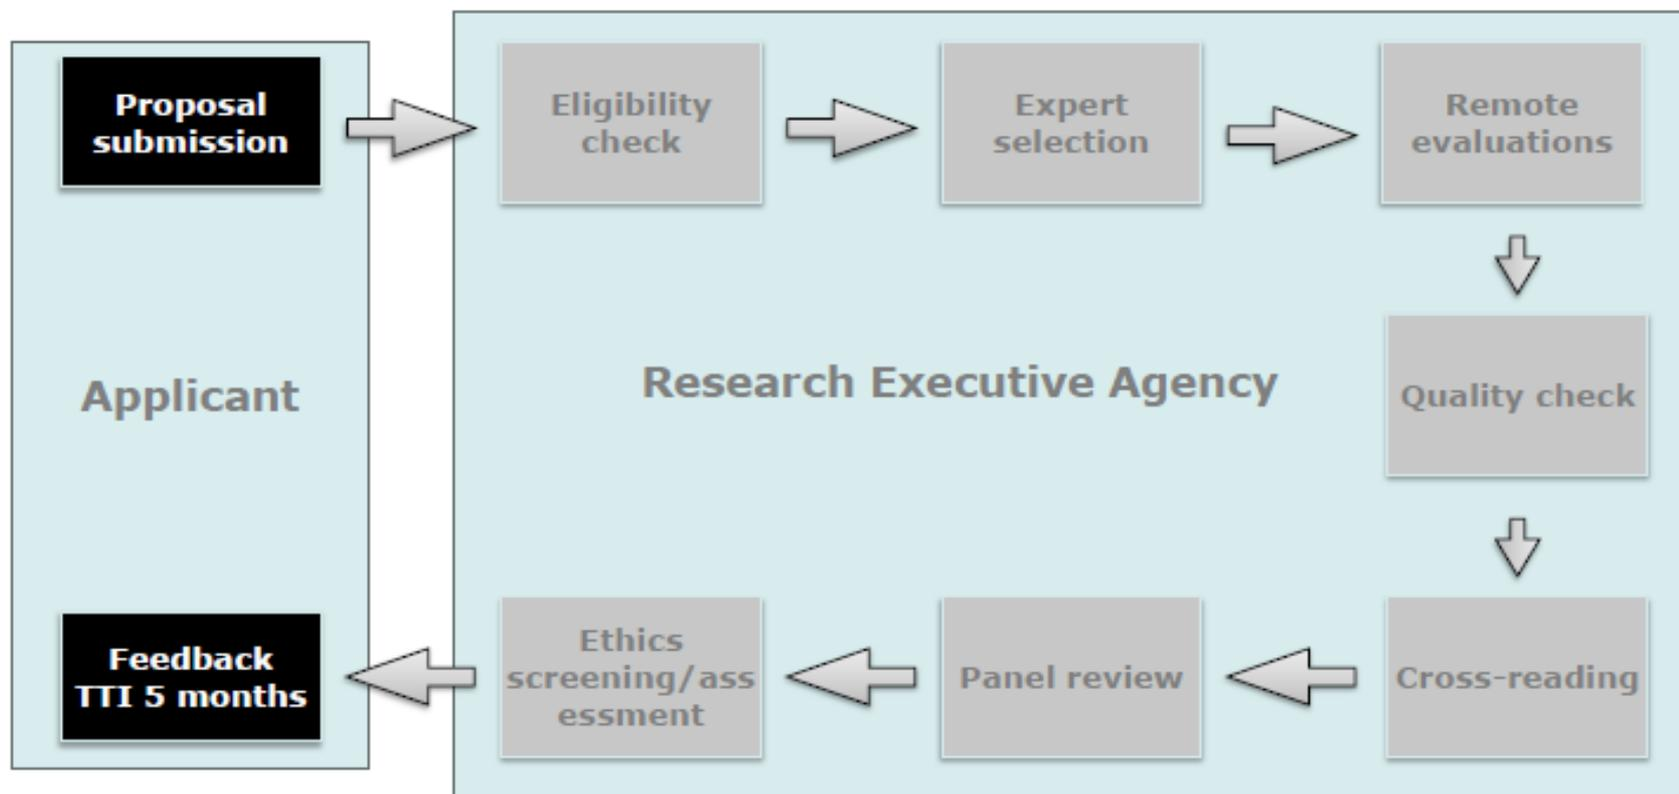 Proposal
submission
Eligibility
check
Expert
selection
Remote
evaluations
Applicant
Research Executive Agency
Quality check
Feedback
TTI 5 months
Ethics
screening/ass
essment
Panel review
Cross-reading